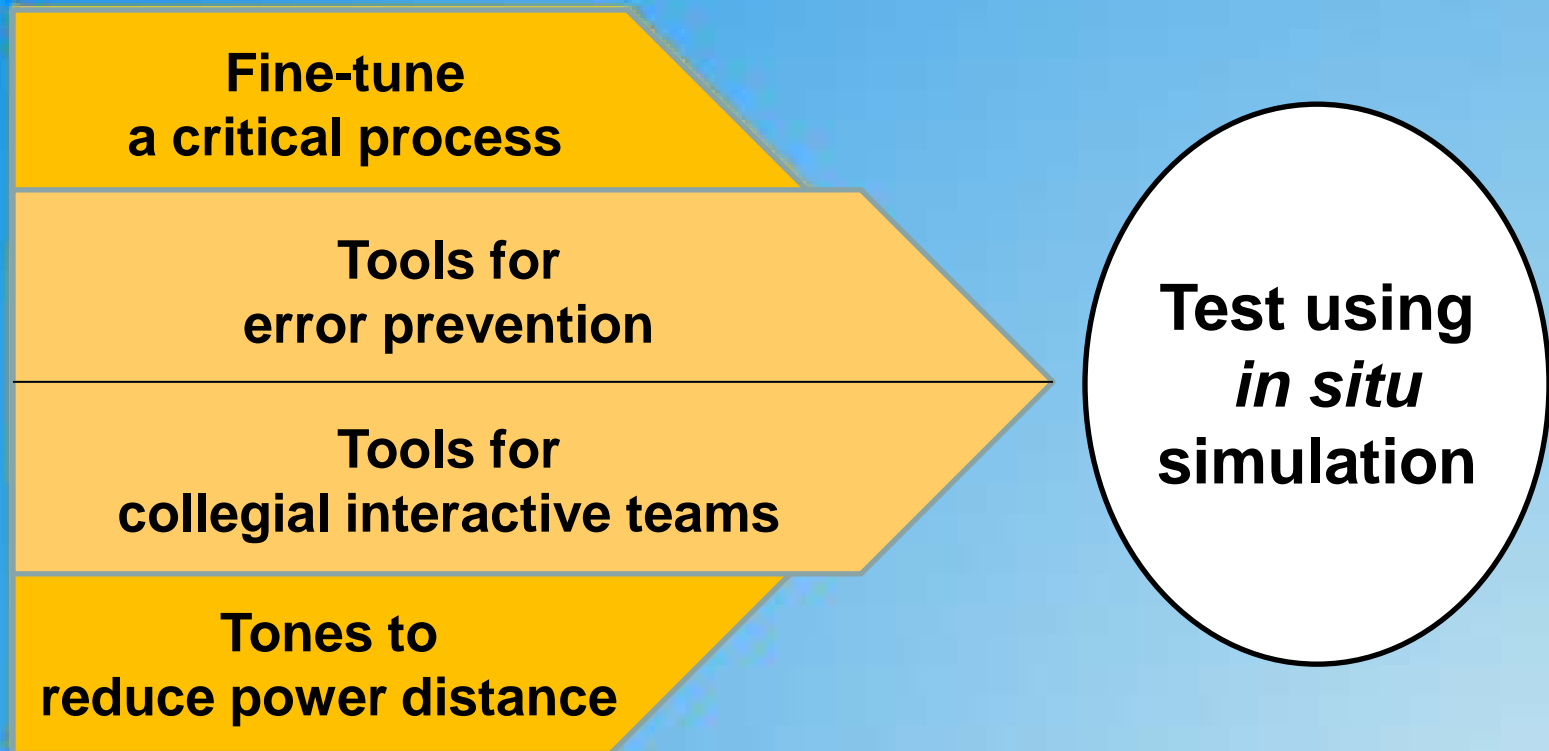 Fine-tune
a critical process
Tools for
error prevention
Tools for
collegial interactive teams
Tones to
reduce power distance
Test using
in situ
simulation